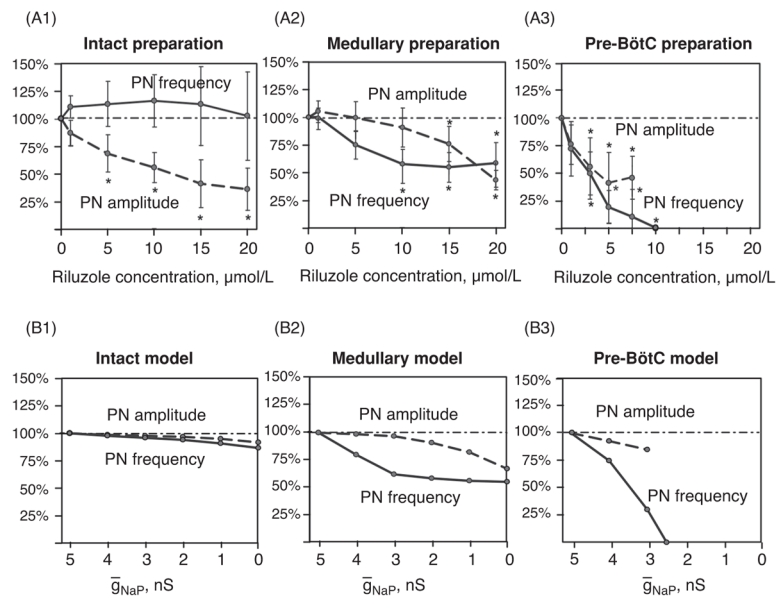 (A1)
Intact preparation
150%
125%
100%
75%
50%
25%
PN frequency
PN amplitude
*
*
*
*
0
5
10
15
20
Riluzole concentration, μmol/L
(A2)
Medullary preparation
150%
125%
100%
75%
50%
25%
PN amplitude
PN frequency
*
*
*
*
*
0
5
10
15
20
Riluzole concentration, μmol/L
(A3)
Pre-BötC preparation
150%
125%
100%
75%
50%
25%
PN amplitude
PN frequency
*
*
*
*
*
*
*
0
5
10
15
20
Riluzole concentration, μmol/L
(B1)
Intact model
150%
125%
100%
75%
50%
25%
PN amplitude
PN frequency
5
4
3
2
1
0
g̅NaP, nS
(B2)
Medullary model
150%
125%
100%
75%
50%
25%
PN amplitude
PN frequency
5
4
3
2
1
0
g̅NaP, nS
(B3)
Pre-BötC model
150%
125%
100%
75%
50%
25%
PN amplitude
PN frequency
5
4
3
2
1
0
g̅NaP, nS